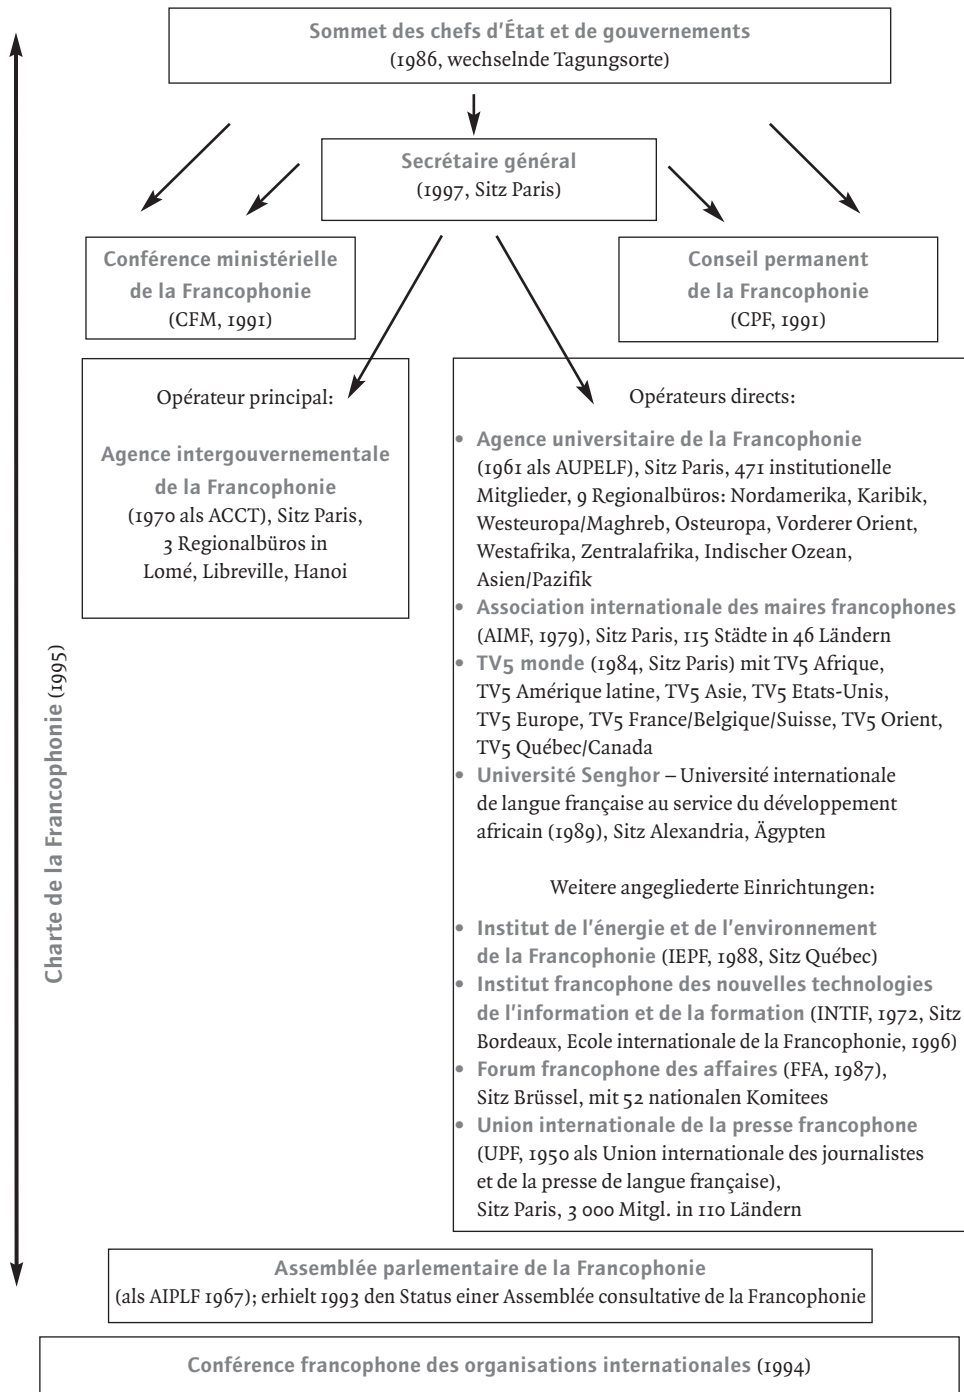 Sommet des chefs d'État et de gouvernements
(1986, wechselnde Tagungsorte)
Secrétaire général
(1997, Sitz Paris)
Conférence ministérielle
de la Francophonie
(CFM, 1991)
Conseil permanent
de la Francophonie
(CPF, 1991)
Opérateur principal:
Agence intergouvernementale
de la Francophonie
(1970 als ACCT), Sitz Paris,
3 Regionalbüros in
Lomé, Libreville, Hanoi
Opérateurs directs:
• Agence universitaire de la Francophonie
(1961 als AUPELF), Sitz Paris, 471 institutionelle
Mitglieder, 9 Regionalbüros: Nordamerika, Karibik,
Westeuropa/Maghreb, Osteuropa, Vorderer Orient,
Westafrika, Zentralafrika, Indischer Ozean,
Asien/Pazifik
• Association internationale des maires francophones
(AIMF, 1979), Sitz Paris, 115 Städte in 46 Ländern
• TV5 monde (1984, Sitz Paris) mit TV5 Afrique,
TV5 Amérique latine, TV5 Asie, TV5 Etats-Unis,
TV5 Europe, TV5 France/Belgique/Suisse, TV5 Orient,
TV5 Québec/Canada
• Université Senghor – Université internationale
de langue française au service du développement
africain (1989), Sitz Alexandria, Ägypten
Weitere angegliederte Einrichtungen:
• Institut de l'énergie et de l'environnement
de la Francophonie (IEPF, 1988, Sitz Québec)
• Institut francophone des nouvelles technologies
de l'information et de la formation (INTIF, 1972, Sitz
Bordeaux, Ecole internationale de la Francophonie, 1996)
• Forum francophone des affaires (FFA, 1987),
Sitz Brüssel, mit 52 nationalen Komitees
• Union internationale de la presse francophone
(UPF, 1950 als Union internationale des journalistes
et de la presse de langue française),
Sitz Paris, 3 000 Mitgl. in 110 Ländern
Charte de la Francophonie (1995)
Assemblée parlementaire de la Francophonie
(als AIPLF 1967); erhielt 1993 den Status einer Assemblée consultative de la Francophonie
Conférence francophone des organisations internationales (1994)